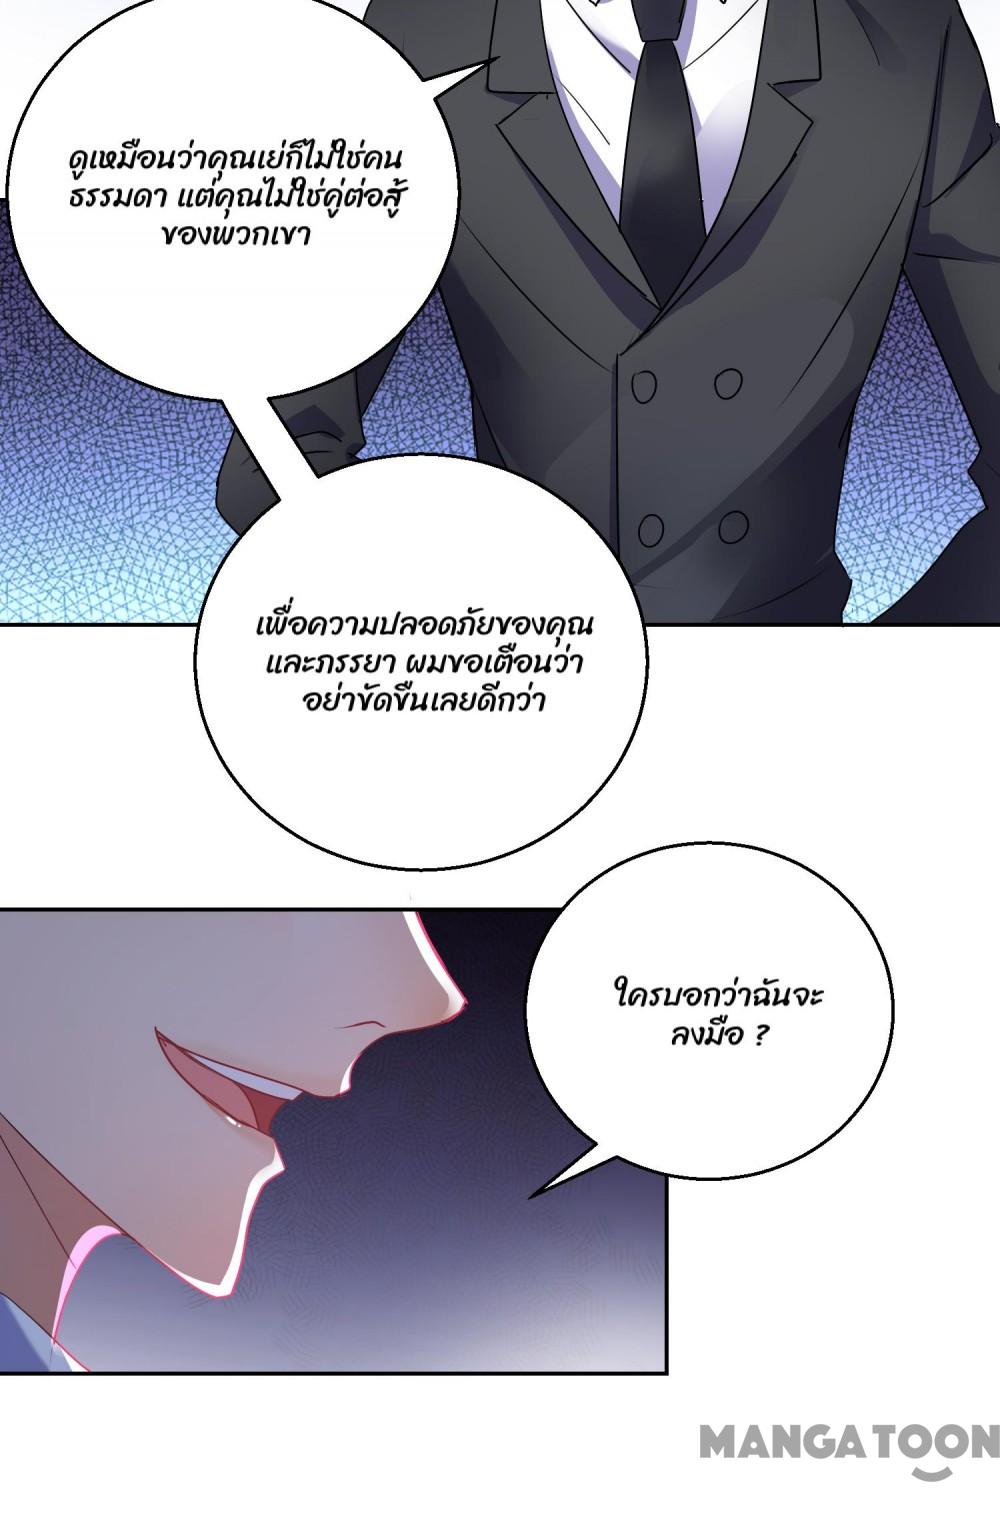 ดูเหมือนว่าคุณเย่ก็ไม่ใช่คน
ธรรมดา แต่คุณไม่ใช่คู่ต่อสู้
ของพวกเขา
เพื่อความปลอดภัยของคุณ
และภรรยา ผมขอเตือนว่า
อย่าขัดขืนเลยดีกว่า
ใครบอกว่าฉันจะ
ลงมือ ?
MANGATOON